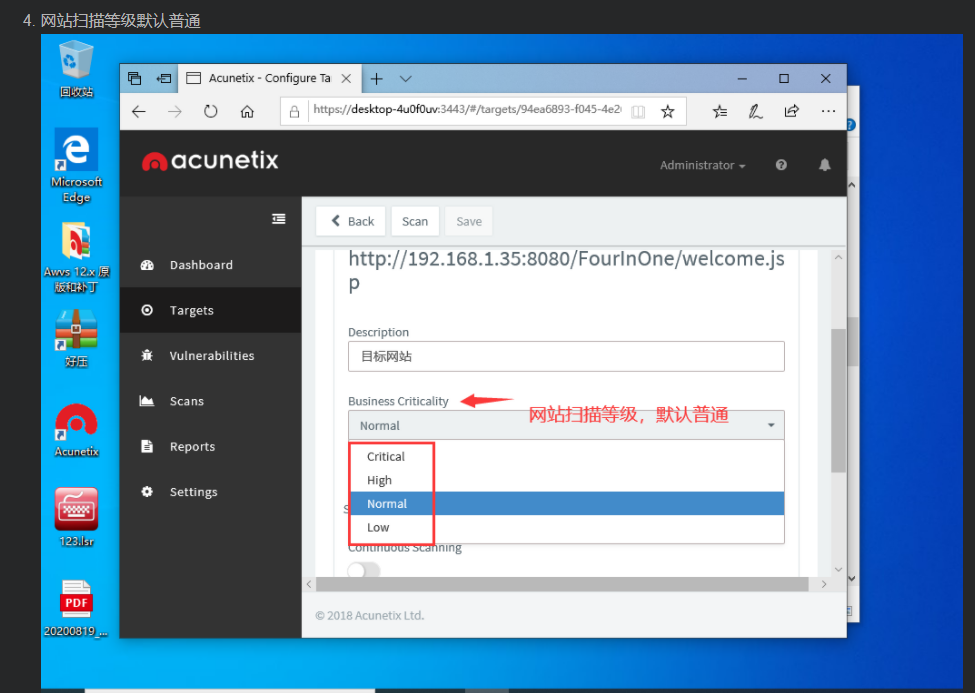 4. 网站扫描等级默认普通
回收站
Microsoft
Edge
Awvs 12.x 原
版和补丁
好压
Acunetix
123.lsr
PDF
20200819_...
Acunetix - Configure Ta
https://desktop-4u0f0uv:3443/#/targets/94ea6893-f045-4e2
acunetix
Administrator
Back
Scan
Save
Dashboard
Targets
Vulnerabilities
Scans
Reports
Settings
http://192.168.1.35:8080/FourInOne/welcome.js
p
Description
目标网站
Business Criticality
网站扫描等级，默认普通
Normal
Critical
High
Normal
Low
Continuous Scanning
© 2018 Acunetix Ltd.